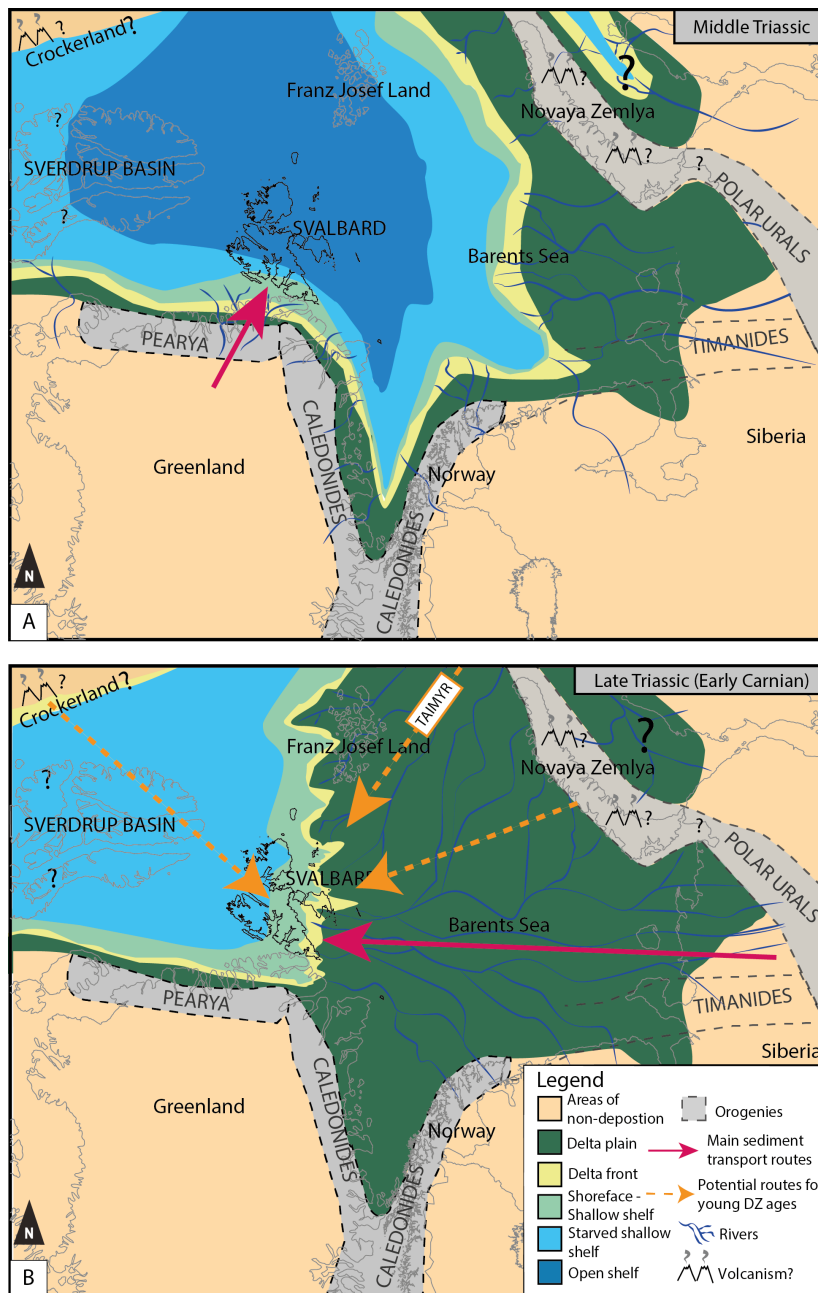 Middle Triassic
?
Crockerland?
Franz Josef Land
?
?
Novaya Zemlya
?
?
?
SVERDRUP BASIN
?
POLAR URALS
SVALBARD
Barents Sea
PEARYA
TIMANIDES
CALEDONIDES
Siberia
Greenland
Norway
CALEDONIDES
N
A
Late Triassic (Early Carnian)
?
Crockerland?
TAIMYR
Franz Josef Land
?
?
Novaya Zemlya
?
?
?
SVERDRUP BASIN
POLAR URALS
?
SVALBARD
Barents Sea
PEARYA
TIMANIDES
Siberia
CALEDONIDES
Greenland
Norway
CALEDONIDES
N
B
Legend
Areas of
non-depostion
Delta plain
Delta front
Shoreface -
Shallow shelf
Starved shallow
shelf
Open shelf
Orogenies
Main sediment
transport routes
Potential routes fo
young DZ ages
Rivers
Volcanism?